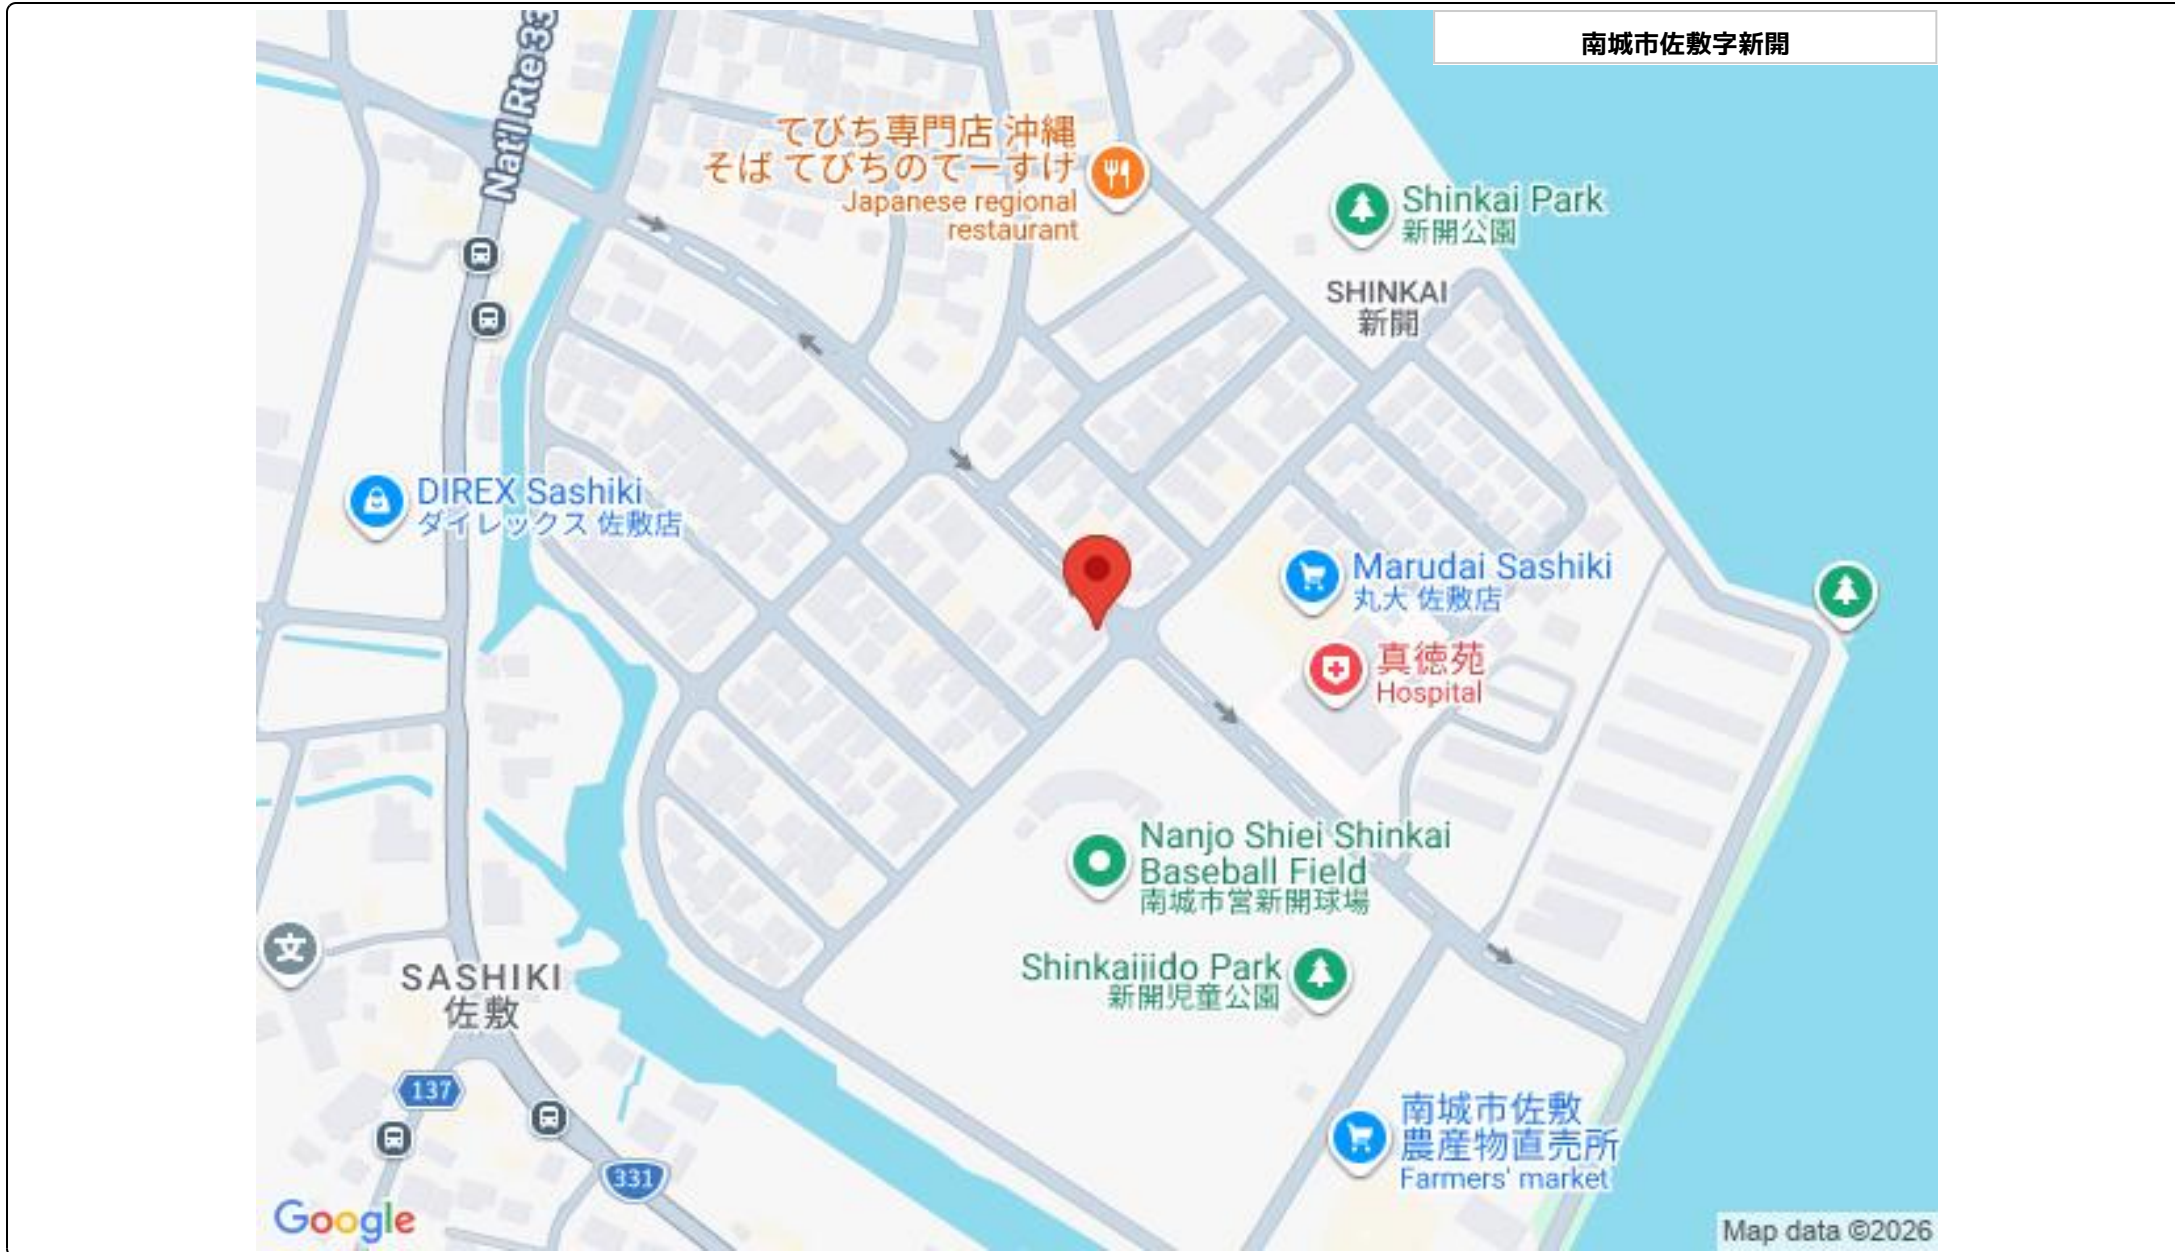 南城市佐敷字新開
Nat'l Rte 33
てびち専門店 沖縄
そば てびちのてーすけ
Japanese regional
restaurant
Shinkai Park
新開公園
SHINKAI
新開
DIREX Sashiki
ダイレックス 佐敷店
Marudai Sashiki
丸大 佐敷店
真徳苑
Hospital
Nanjo Shiei Shinkai
Baseball Field
南城市営新開球場
文
SASHIKI
佐敷
Shinkaijido Park
新開児童公園
137
331
南城市佐敷
農産物直売所
Farmers' market
Google
Map data ©2026